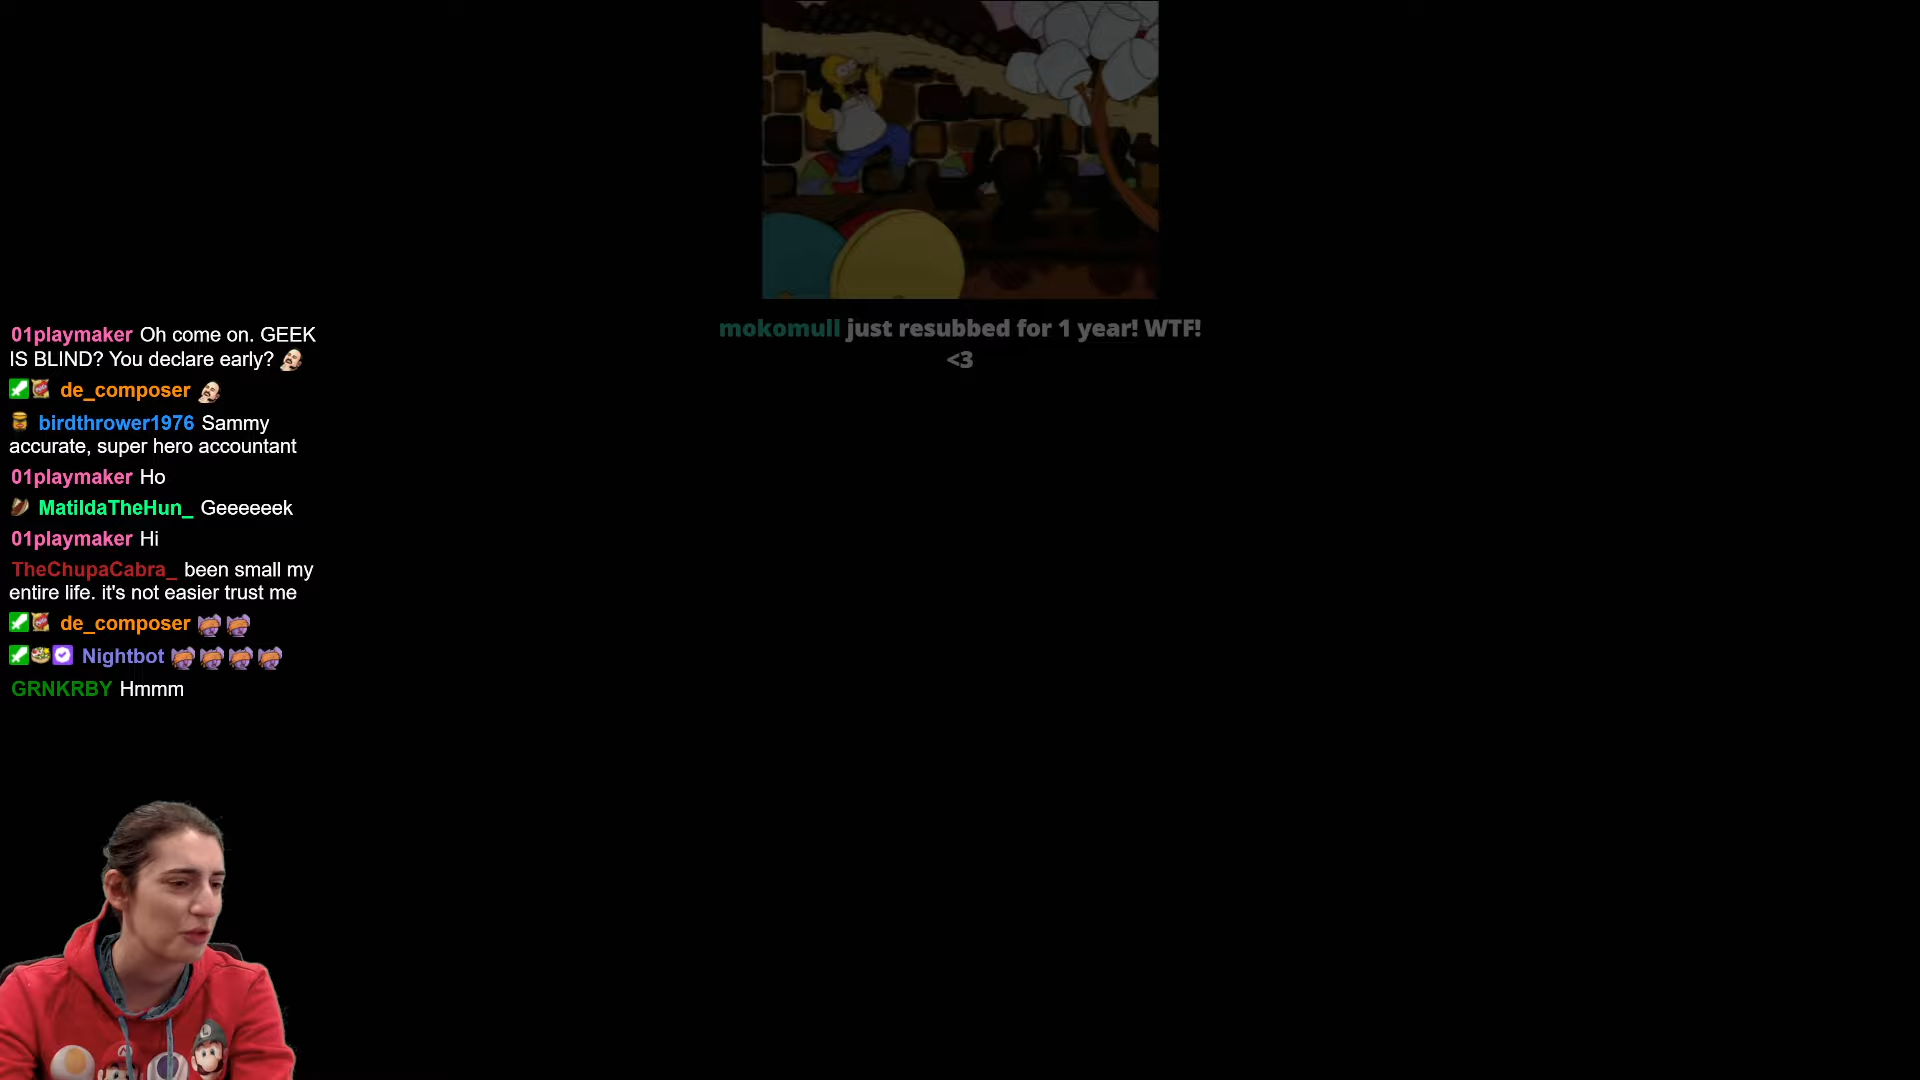 mokomull just resubbed for 1 year! WTF!
<3
01playmaker Oh come on. GEEK
IS BLIND? You declare early?
de_composer
birdthrower1976 Sammy
accurate, super hero accountant
01playmaker Ho
MatildaTheHun_ Geeeeeek
01playmaker Hi
TheChupaCabra_ been small my
entire life. it's not easier trust me
de_composer
Nightbot
GRNKRBY Hmmm